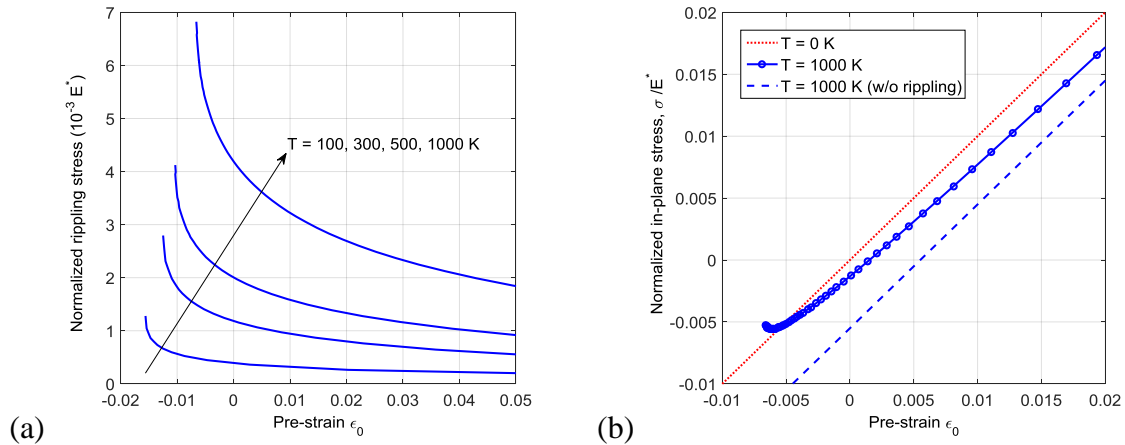 7
6
5
4
3
2
1
0
Normalized rippling stress (10⁻³ E*)
T = 100, 300, 500, 1000 K
-0.02 -0.01 0 0.01 0.02 0.03 0.04 0.05
Pre-strain ϵ₀
(a)
0.02
0.015
0.01
0.005
0
-0.005
-0.01
Normalized in-plane stress, σ /E*
T = 0 K
T = 1000 K
T = 1000 K (w/o rippling)
-0.01 -0.005 0 0.005 0.01 0.015 0.02
Pre-strain ϵ₀
(b)